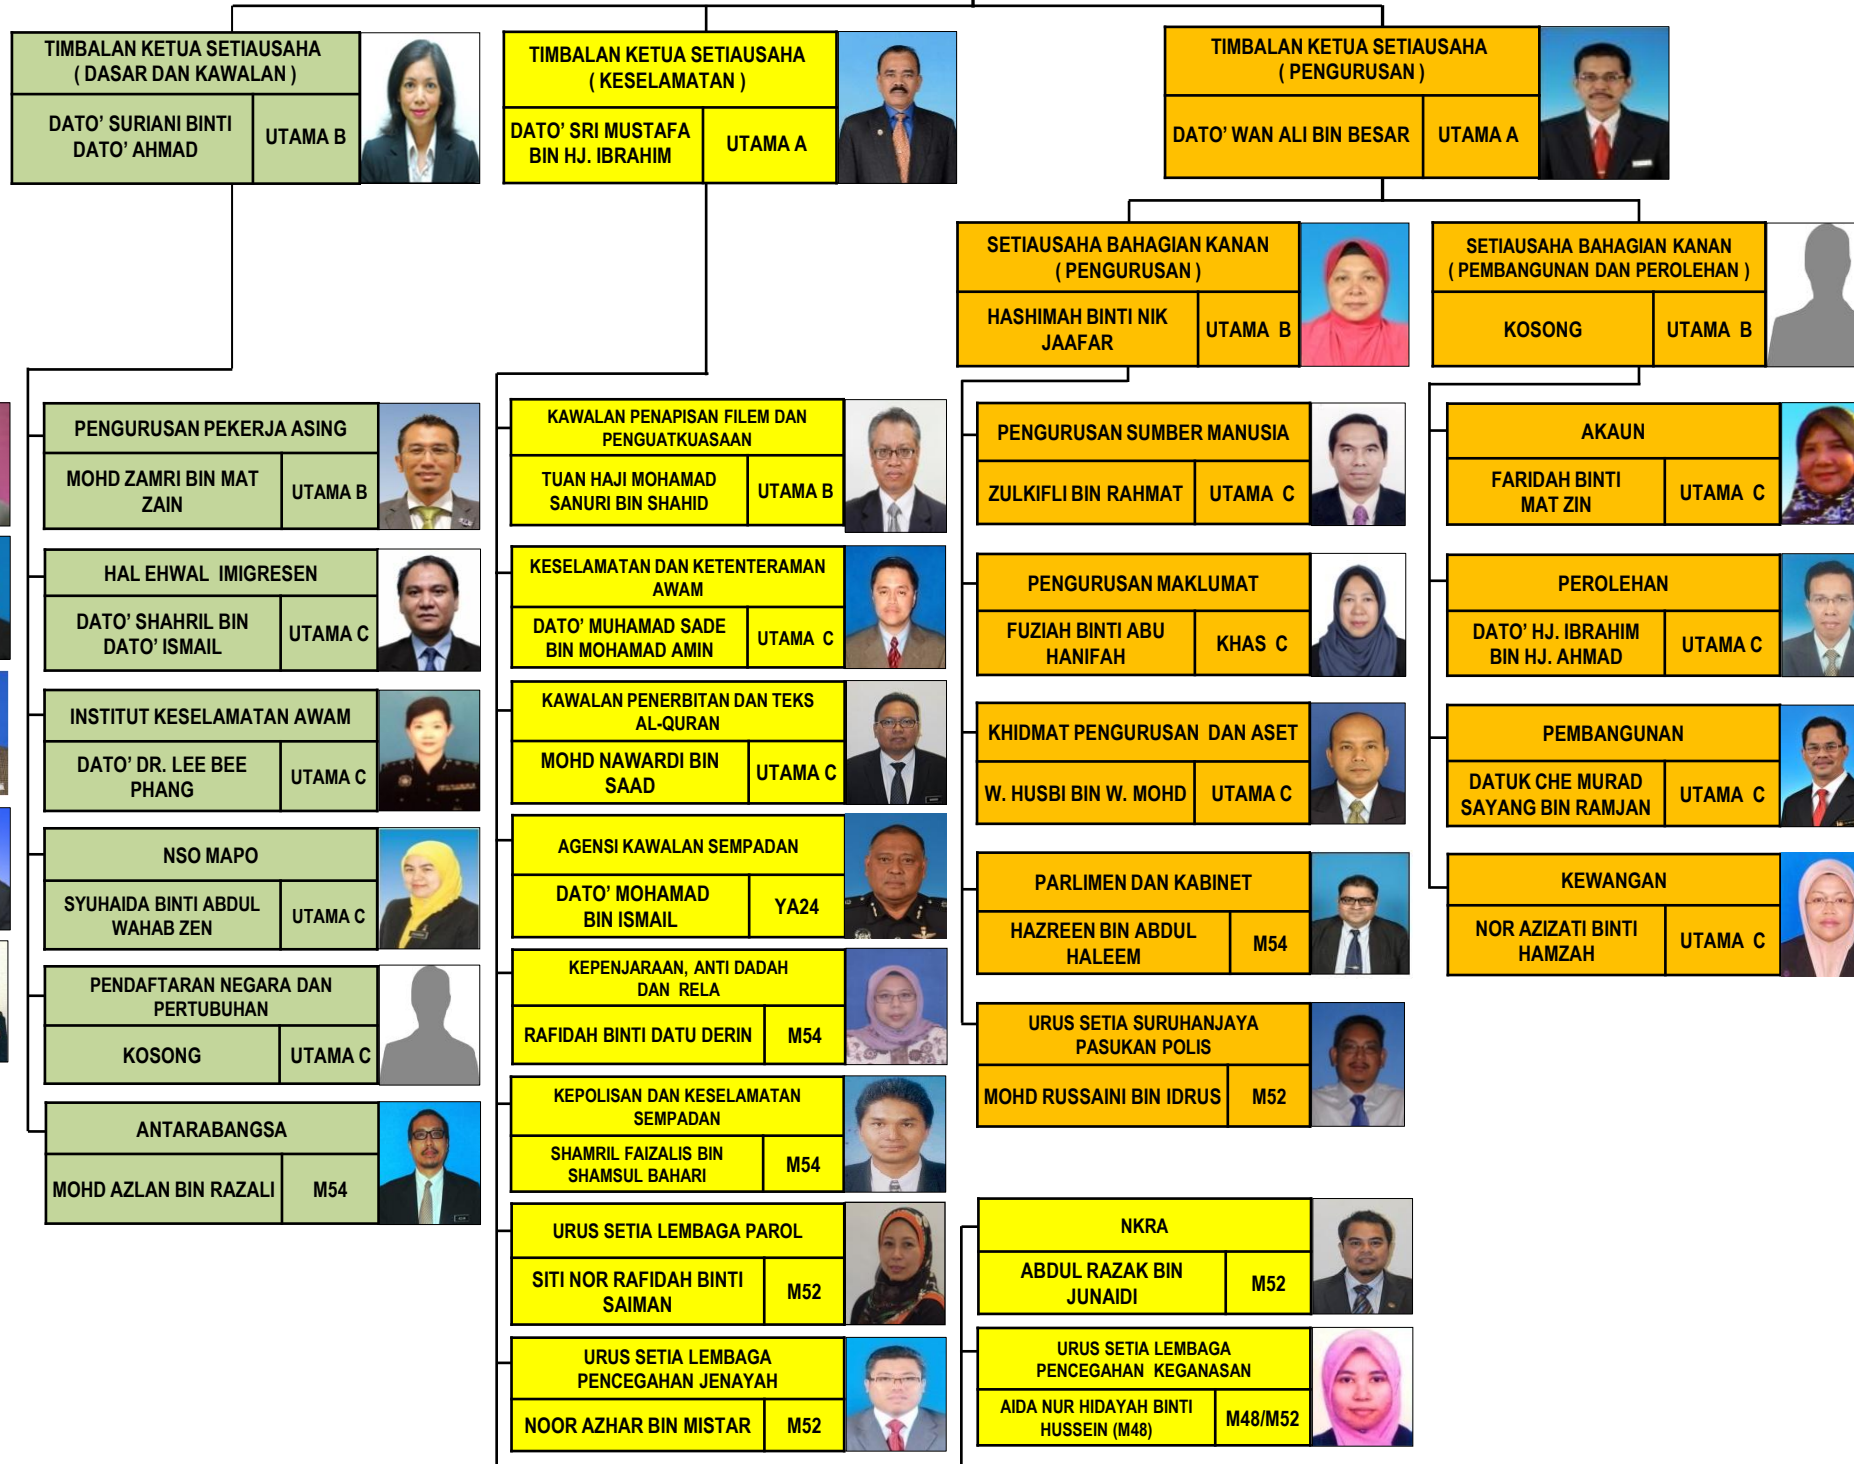 TIMBALAN KETUA SETIAUSAHA
( DASAR DAN KAWALAN )
DATO' SURIANI BINTI
DATO' AHMAD
UTAMA B
TIMBALAN KETUA SETIAUSAHA
( KESELAMATAN )
DATO' SRI MUSTAFA
BIN HJ. IBRAHIM
UTAMA A
TIMBALAN KETUA SETIAUSAHA
( PENGURUSAN )
DATO' WAN ALI BIN BESAR
UTAMA A
SETIAUSAHA BAHAGIAN KANAN
( PENGURUSAN )
HASHIMAH BINTI NIK
JAAFAR
UTAMA B
SETIAUSAHA BAHAGIAN KANAN
( PEMBANGUNAN DAN PEROLEHAN )
KOSONG
UTAMA B
PENGURUSAN PEKERJA ASING
MOHD ZAMRI BIN MAT
ZAIN
UTAMA B
HAL EHWAL IMIGRESEN
DATO' SHAHRIL BIN
DATO' ISMAIL
UTAMA C
INSTITUT KESELAMATAN AWAM
DATO' DR. LEE BEE
PHANG
UTAMA C
NSO MAPO
SYUHAIDA BINTI ABDUL
WAHAB ZEN
UTAMA C
PENDAFTARAN NEGARA DAN
PERTUBUHAN
KOSONG
UTAMA C
ANTARABANGSA
MOHD AZLAN BIN RAZALI
M54
KAWALAN PENAPISAN FILEM DAN
PENGUATKUASAAN
TUAN HAJI MOHAMAD
SANURI BIN SHAHID
UTAMA B
KESELAMATAN DAN KETENTERAMAN
AWAM
DATO' MUHAMAD SADE
BIN MOHAMAD AMIN
UTAMA C
KAWALAN PENERBITAN DAN TEKS
AL-QURAN
MOHD NAWARDI BIN
SAAD
UTAMA C
AGENSI KAWALAN SEMPADAN
DATO' MOHAMAD
BIN ISMAIL
YA24
KEPENJARAAN, ANTI DADAH
DAN RELA
RAFIDAH BINTI DATU DERIN
M54
KEPOLISAN DAN KESELAMATAN
SEMPADAN
SHAMRIL FAIZALIS BIN
SHAMSUL BAHARI
M54
URUS SETIA LEMBAGA PAROL
SITI NOR RAFIDAH BINTI
SAIMAN
M52
URUS SETIA LEMBAGA
PENCEGAHAN JENAYAH
NOOR AZHAR BIN MISTAR
M52
PENGURUSAN SUMBER MANUSIA
ZULKIFLI BIN RAHMAT
UTAMA C
PENGURUSAN MAKLUMAT
FUZIAH BINTI ABU
HANIFAH
KHAS C
KHIDMAT PENGURUSAN DAN ASET
W. HUSBI BIN W. MOHD
UTAMA C
PARLIMEN DAN KABINET
HAZREEN BIN ABDUL
HALEEM
M54
URUS SETIA SURUHANJAYA
PASUKAN POLIS
MOHD RUSSAINI BIN IDRUS
M52
NKRA
ABDUL RAZAK BIN
JUNAIDI
M52
URUS SETIA LEMBAGA
PENCEGAHAN KEGANASAN
AIDA NUR HIDAYAH BINTI
HUSSEIN (M48)
M48/M52
AKAUN
FARIDAH BINTI
MAT ZIN
UTAMA C
PEROLEHAN
DATO' HJ. IBRAHIM
BIN HJ. AHMAD
UTAMA C
PEMBANGUNAN
DATUK CHE MURAD
SAYANG BIN RAMJAN
UTAMA C
KEWANGAN
NOR AZIZATI BINTI
HAMZAH
UTAMA C